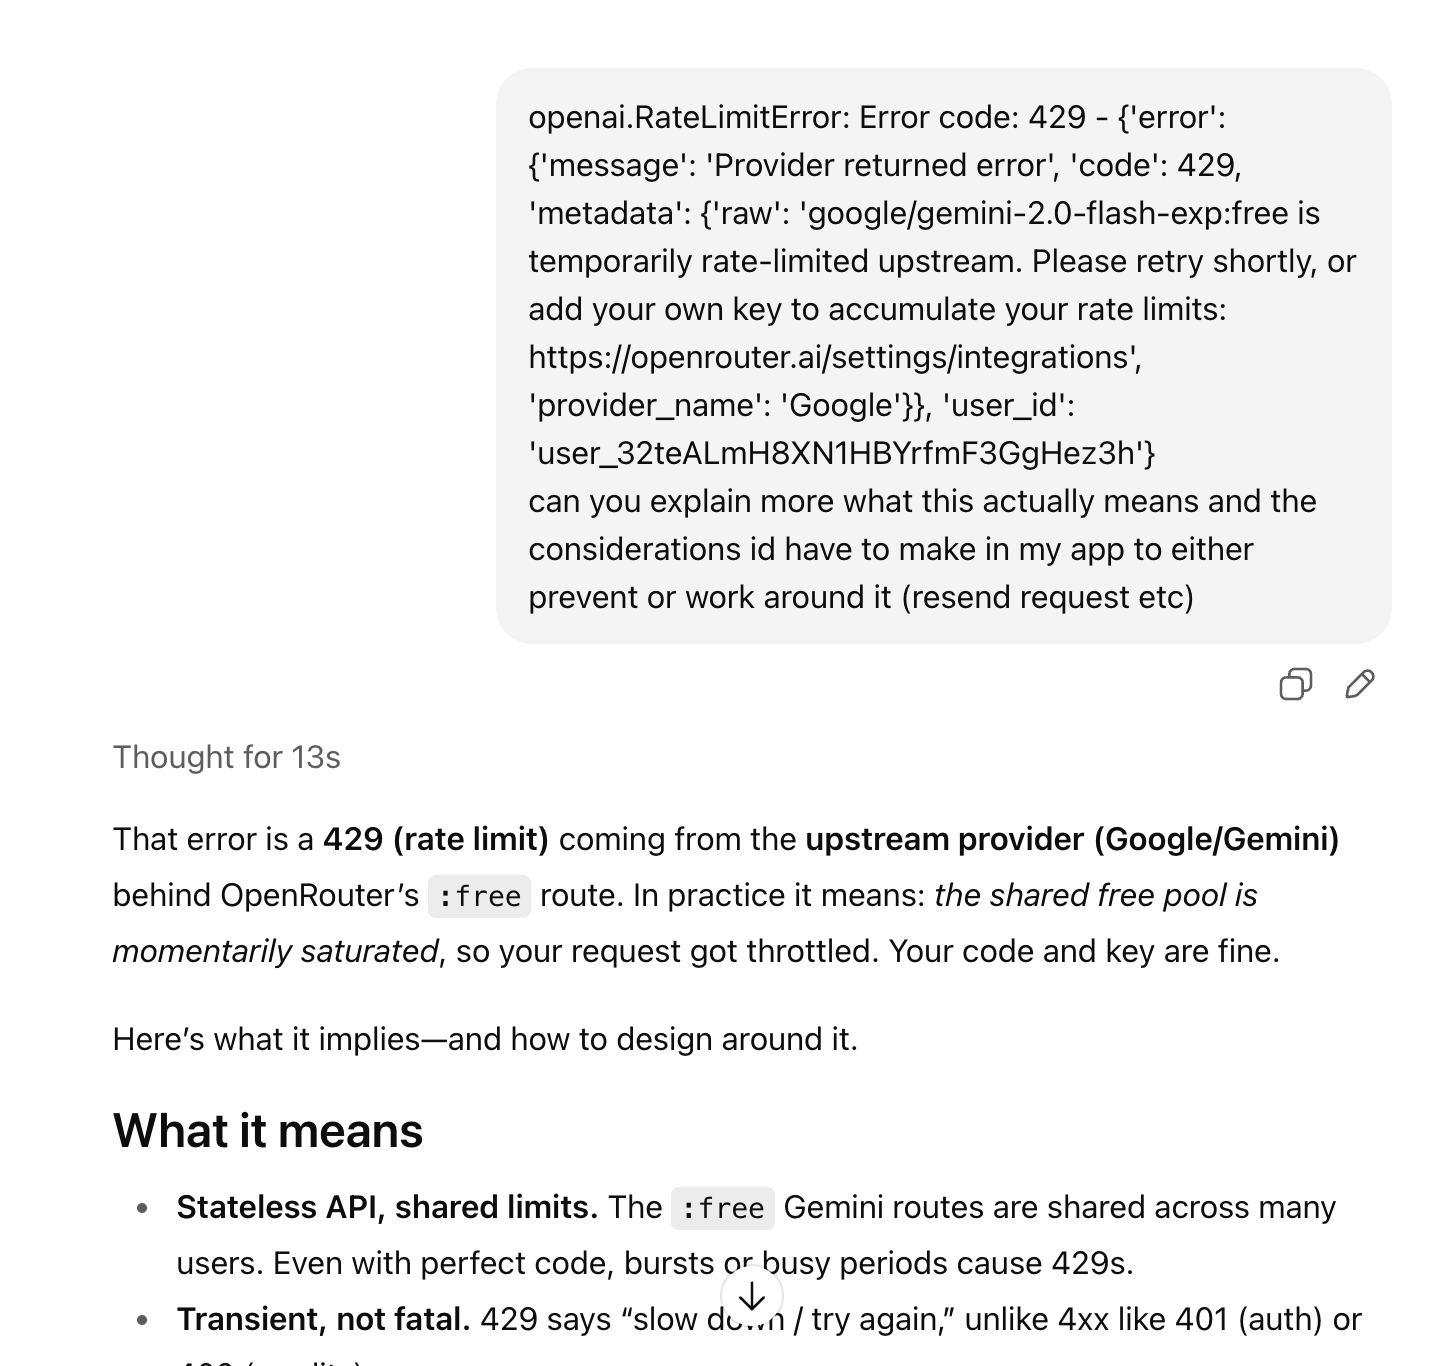 openai.RateLimitError: Error code: 429 - {'error':
{'message': 'Provider returned error', 'code': 429,
'metadata': {'raw': 'google/gemini-2.0-flash-exp:free is
temporarily rate-limited upstream. Please retry shortly, or
add your own key to accumulate your rate limits:
https://openrouter.ai/settings/integrations',
'provider_name': 'Google'}}, 'user_id':
'user_32teALmH8XN1HBYrfmF3GgHez3h'}
can you explain more what this actually means and the
considerations id have to make in my app to either
prevent or work around it (resend request etc)
Thought for 13s
That error is a 429 (rate limit) coming from the upstream provider (Google/Gemini)
behind OpenRouter’s :free route. In practice it means: the shared free pool is
momentarily saturated, so your request got throttled. Your code and key are fine.
Here’s what it implies—and how to design around it.
What it means
Stateless API, shared limits. The :free Gemini routes are shared across many
users. Even with perfect code, bursts or busy periods cause 429s.
Transient, not fatal. 429 says “slow down / try again,” unlike 4xx like 401 (auth) or